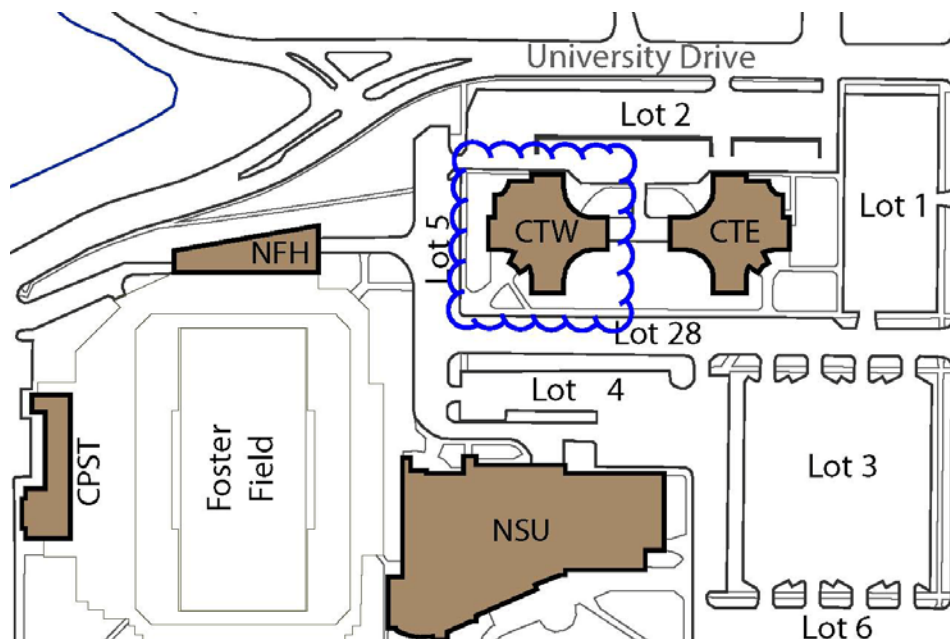 University Drive
Lot 2
Lot 1
CTW
CTE
Lot 5
NFH
Lot 28
Lot 4
Lot 3
Foster
Field
CPST
NSU
Lot 6